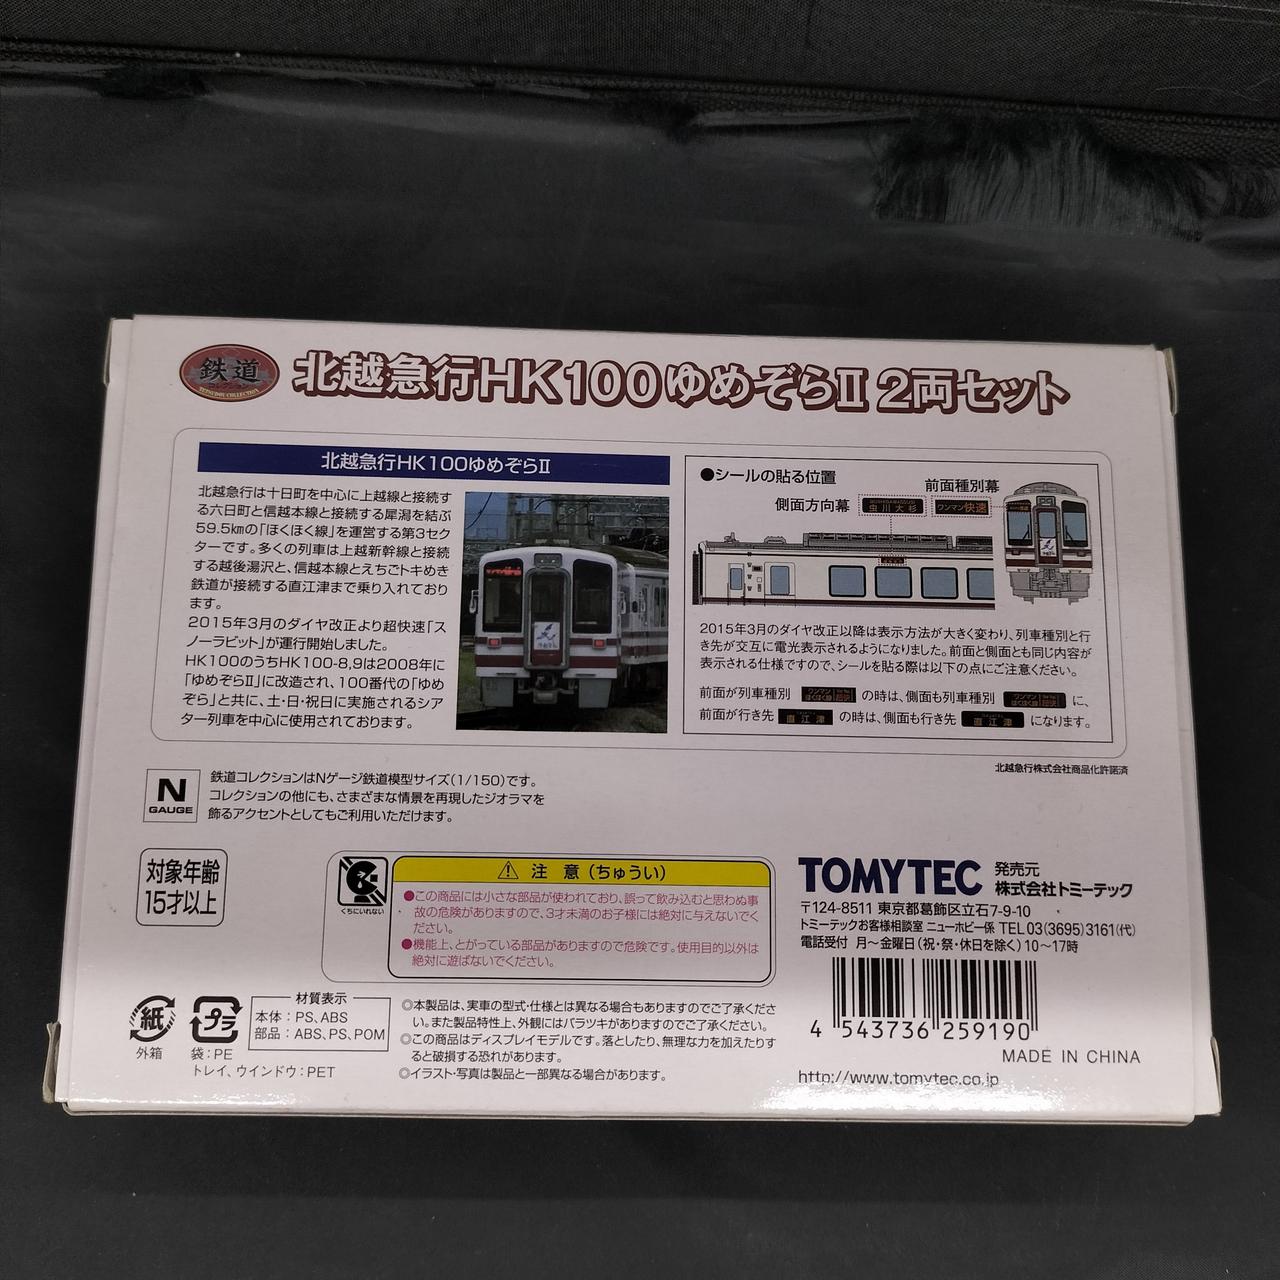 鉄道
コレクション
TETSUDOU COLLECTION
北越急行HK100ゆめぞらⅡ 2両セット
北越急行HK100ゆめぞらⅡ
北越急行は十日町を中心に上越線と接続す
る六日町と信越本線と接続する犀潟を結ぶ
59.5kmの「ほくほく線」を運営する第3セク
ターです。多くの列車は上越新幹線と接続
する越後湯沢と、信越本線とえちごトキめき
鉄道が接続する直江津まで乗り入れており
ます。
2015年3月のダイヤ改正より超快速「ス
ノーラビット」が運行開始しました。
HK100のうちHK100-8,9は2008年に
「ゆめぞらⅡ」に改造され、100番代の「ゆめ
ぞら」と共に、土・日・祝日に実施されるシア
ター列車を中心に使用されております。
●シールの貼る位置
前面種別幕
側面方向幕
虫川大杉
ワンマン 快速
2015年3月のダイヤ改正以降は表示方法が大きく変わり、列車種別と行
き先が交互に電光表示されるようになりました。前面と側面とも同じ内容が
表示される仕様ですので、シールを貼る際は以下の点にご注意ください。
前面が列車種別 ワンマン ほくほく線 超快 の時は、側面も列車種別 ワンマン ほくほく線 超快 に、
前面が行き先 直江津 の時は、側面も行き先 直江津 になります。
北越急行株式会社商品化許諾済
N
GAUGE
鉄道コレクションはNゲージ鉄道模型サイズ(1/150)です。
コレクションの他にも、さまざまな情景を再現したジオラマを
飾るアクセントとしてもご利用いただけます。
対象年齢
15才以上
くちにいれない
注 意(ちゅうい)
●この商品には小さな部品が使われており、誤って飲み込むと思わぬ事
故の危険がありますので、3才未満のお子様には絶対に与えないでく
ださい。
●機能上、とがっている部品がありますので危険です。使用目的以外は
絶対に遊ばないでください。
TOMYTEC 発売元
株式会社トミーテック
〒124-8511 東京都葛飾区立石7-9-10
トミーテックお客様相談室 ニューホビー係 TEL 03(3695)3161(代)
電話受付 月～金曜日(祝・祭・休日を除く)10～17時
紙
外箱
プラ
袋：PE
トレイ、ウインドウ：PET
材質表示
本体：PS、ABS
部品：ABS、PS、POM
◎本製品は、実車の型式・仕様とは異なる場合もありますのでご了承くださ
い。また製品特性上、外観にはバラツキがありますのでご了承ください。
◎この商品はディスプレイモデルです。落としたり、無理な力を加えたりす
ると破損する恐れがあります。
◎イラスト・写真は製品と一部異なる場合があります。
4 543736 259190
MADE IN CHINA
http://www.tomytec.co.jp